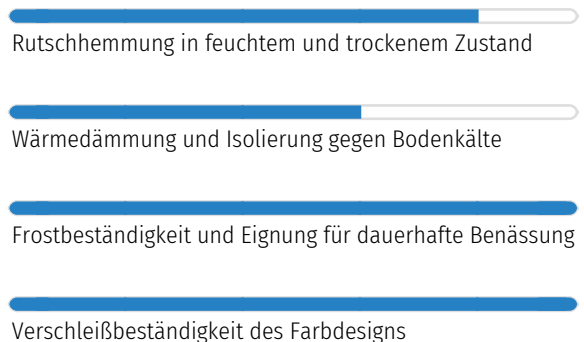 Rutschhemmung in feuchtem und trockenem Zustand
Wärmedämmung und Isolierung gegen Bodenkälte
Frostbeständigkeit und Eignung für dauerhafte Benässung
Verschleißbeständigkeit des Farbdesigns